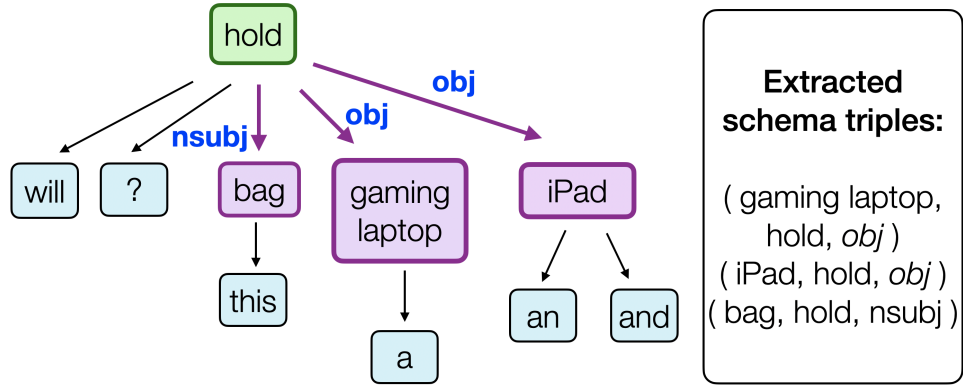 hold
obj
obj
nsubj
will
?
bag
gaming
laptop
iPad
this
an
and
a
Extracted
schema triples:
( gaming laptop,
hold, obj )
( iPad, hold, obj )
( bag, hold, nsubj )